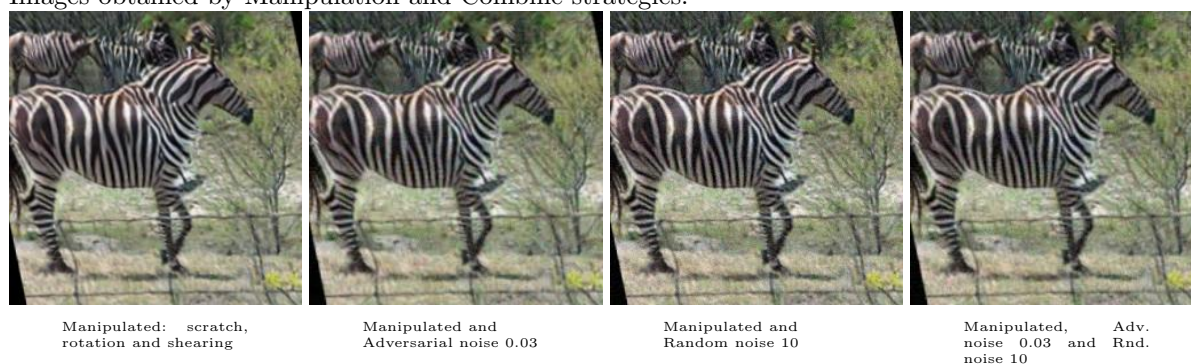 Images obtained by Manipulation and Combine strategies.
Manipulated: scratch,
rotation and shearing
Manipulated and
Adversarial noise 0.03
Manipulated and
Random noise 10
Manipulated, Adv.
noise 0.03 and Rnd.
noise 10